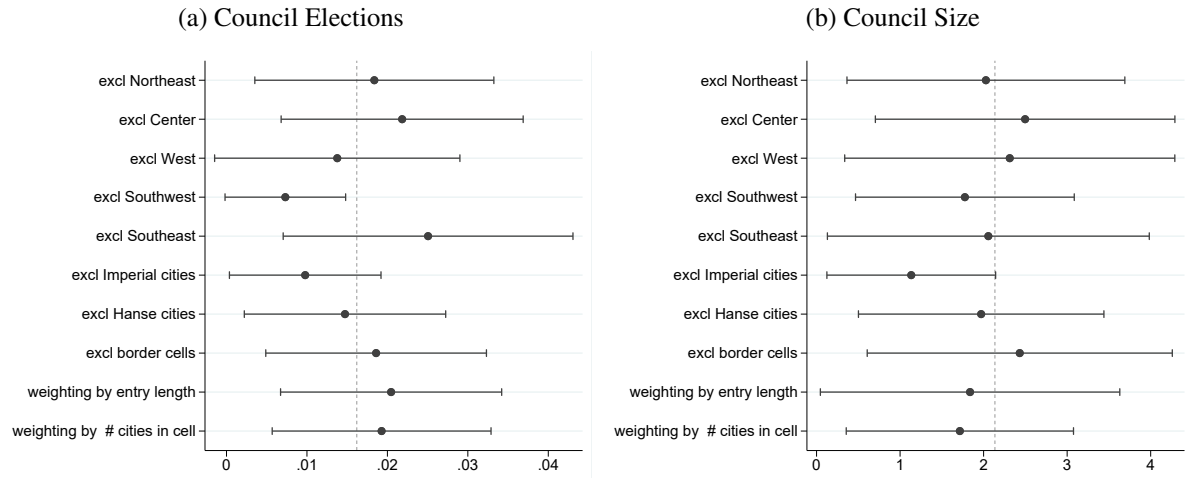 (a) Council Elections
excl Northeast
excl Center
excl West
excl Southwest
excl Southeast
excl Imperial cities
excl Hanse cities
excl border cells
weighting by entry length
weighting by # cities in cell
0 .01 .02 .03 .04
(b) Council Size
excl Northeast
excl Center
excl West
excl Southwest
excl Southeast
excl Imperial cities
excl Hanse cities
excl border cells
weighting by entry length
weighting by # cities in cell
0 1 2 3 4